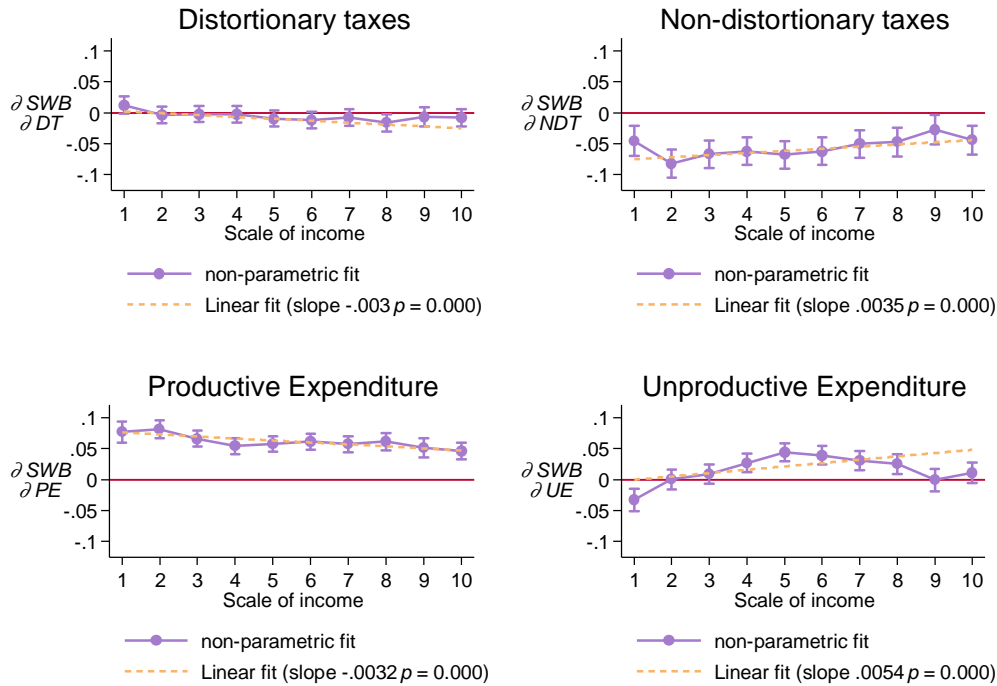 Distortionary taxes
.1
.05
0
-.05
-.1
∂ SWB
∂ DT
1 2 3 4 5 6 7 8 9 10
Scale of income
non-parametric fit
Linear fit (slope -.003 p = 0.000)
Non-distortionary taxes
.1
.05
0
-.05
-.1
∂ SWB
∂ NDT
1 2 3 4 5 6 7 8 9 10
Scale of income
non-parametric fit
Linear fit (slope .0035 p = 0.000)
Productive Expenditure
.1
.05
0
-.05
-.1
∂ SWB
∂ PE
1 2 3 4 5 6 7 8 9 10
Scale of income
non-parametric fit
Linear fit (slope -.0032 p = 0.000)
Unproductive Expenditure
.1
.05
0
-.05
-.1
∂ SWB
∂ UE
1 2 3 4 5 6 7 8 9 10
Scale of income
non-parametric fit
Linear fit (slope .0054 p = 0.000)